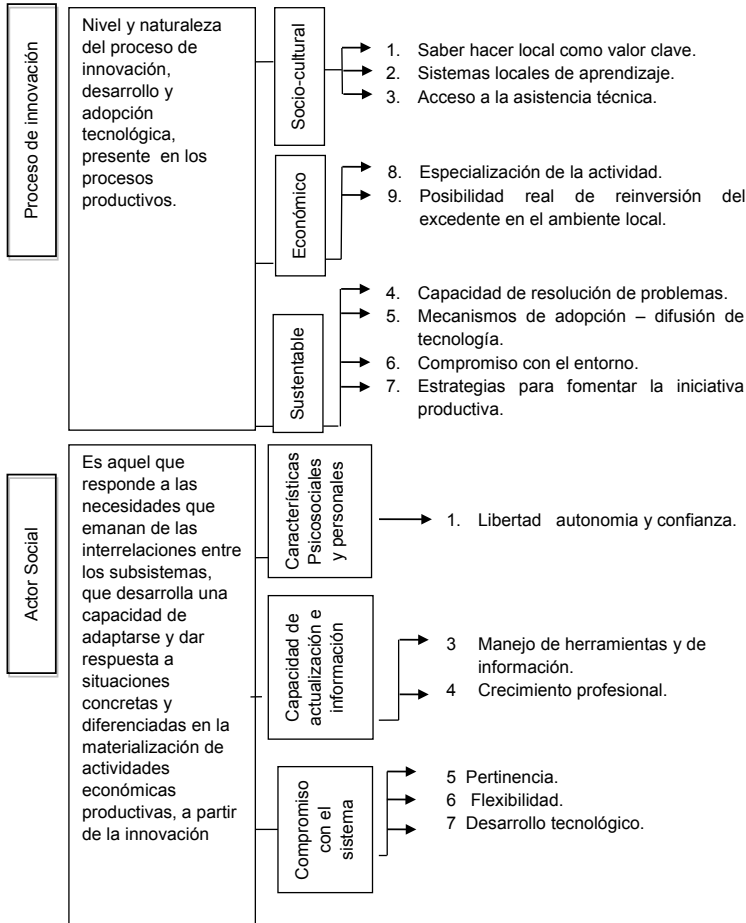 Proceso de innovación
Nivel y naturaleza
del proceso de
innovación,
desarrollo y
adopción
tecnológica,
presente en los
procesos
productivos.
Socio-cultural
1. Saber hacer local como valor clave.
2. Sistemas locales de aprendizaje.
3. Acceso a la asistencia técnica.
Económico
8. Especialización de la actividad.
9. Posibilidad real de reinversión del
excedente en el ambiente local.
Sustentable
4. Capacidad de resolución de problemas.
5. Mecanismos de adopción – difusión de
tecnología.
6. Compromiso con el entorno.
7. Estrategias para fomentar la iniciativa
productiva.
Actor Social
Es aquel que
responde a las
necesidades que
emanan de las
interrelaciones entre
los subsistemas,
que desarrolla una
capacidad de
adaptarse y dar
respuesta a
situaciones
concretas y
diferenciadas en la
materialización de
actividades
económicas
productivas, a partir
de la innovación
Características
Psicosociales
y personales
1. Libertad autonomia y confianza.
Capacidad de
actualización e
información
3 Manejo de herramientas y de
información.
4 Crecimiento profesional.
Compromiso
con el
sistema
5 Pertinencia.
6 Flexibilidad.
7 Desarrollo tecnológico.